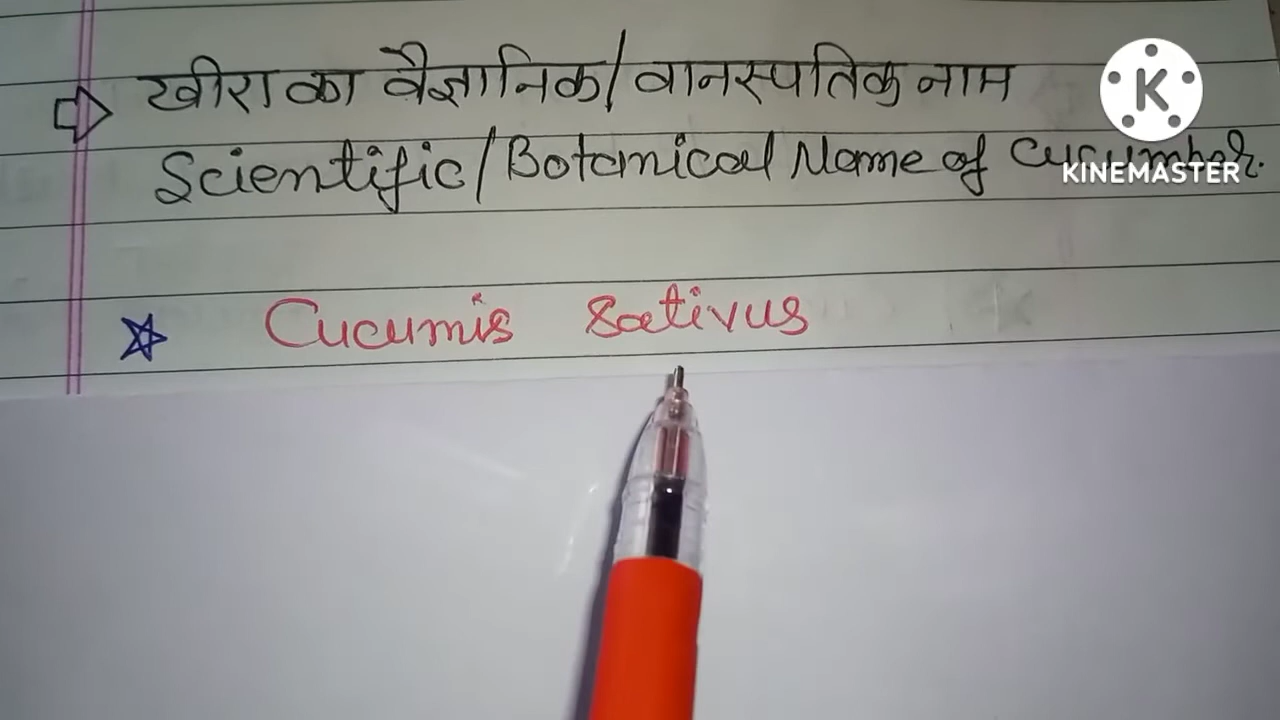 खीरा का वैज्ञानिक/वानस्पतिक नाम
Scientific/Botanical Name of Cucumber.
Cucumis sativus
K
KINEMASTER